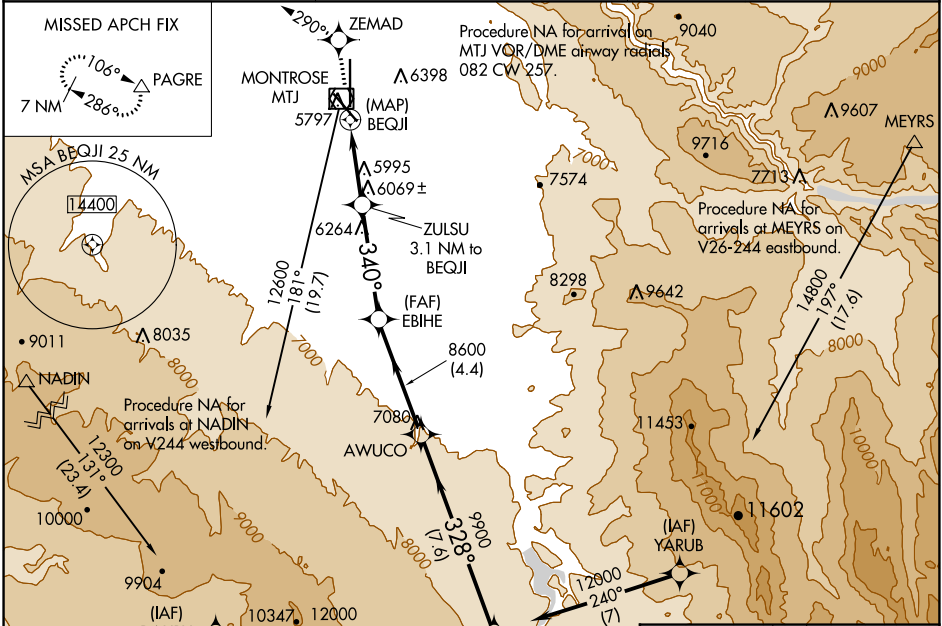 MISSED APCH FIX
106°
PAGRE
7 NM
286°
290°
ZEMAD
MONTROSE
MTJ
5797
(MAP)
BEQJI
6398
Procedure NA for arrival on
MTJ VOR/DME airway radials
082 CW 257.
9040
9000
9607
MEYRS
9716
7713
7000
7574
MSA BEQJI 25 NM
14400
5995
6069±
6264
ZULSU
3.1 NM to
BEQJI
Procedure NA for
arrivals at MEYRS on
V26-244 eastbound.
12600
181°
(19.7)
340°
(FAF)
EBIHE
8298
9642
14800
197°
(17.6)
8000
9011
8035
8000
7000
NADIN
8600
(4.4)
Procedure NA for
arrivals at NADIN
on V244 westbound.
7080
AWUCO
11453
10000
11000
12300
131°
(23.4)
10000
9000
8000
9900
328°
(7.6)
11602
(IAF)
YARUB
9904
12000
240°
(7)
(IAF)
10347
12000